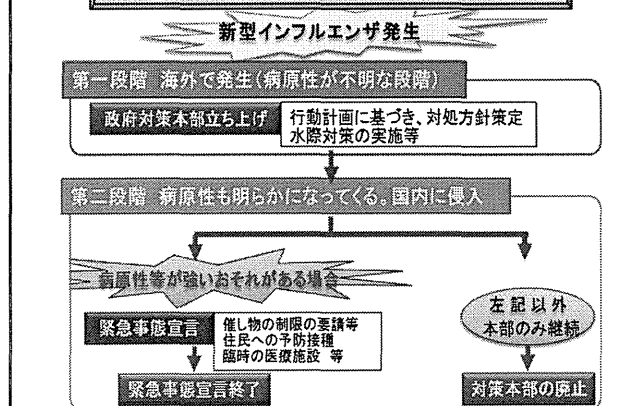 新型インフルエンザ発生
第一段階 海外で発生(病原性が不明な段階)
政府対策本部立ち上げ
行動計画に基づき、対処方針策定
水際対策の実施等
第二段階 病原性も明らかになってくる。国内に侵入
病原性等が強いおそれがある場合
緊急事態宣言
催し物の制限の要請等
住民への予防接種
臨時の医療施設 等
緊急事態宣言終了
左記以外
本部のみ継続
対策本部の廃止